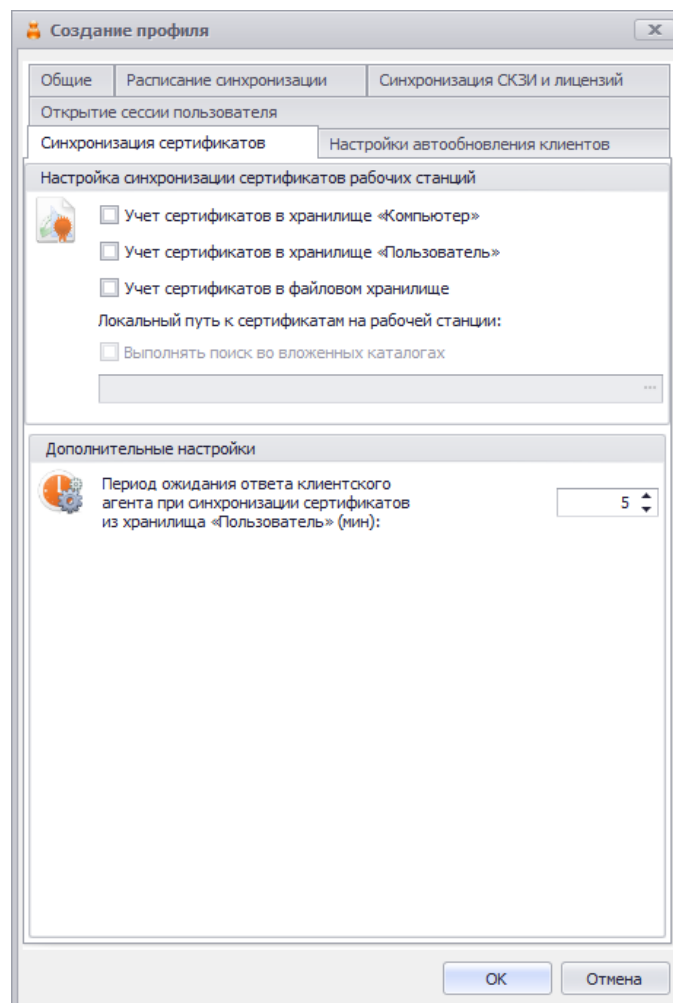 Создание профиля
Общие
Расписание синхронизации
Синхронизация СКЗИ и лицензий
Открытие сессии пользователя
Синхронизация сертификатов
Настройки автообновления клиентов
Настройка синхронизации сертификатов рабочих станций
Учет сертификатов в хранилище «Компьютер»
Учет сертификатов в хранилище «Пользователь»
Учет сертификатов в файловом хранилище
Локальный путь к сертификатам на рабочей станции:
Выполнять поиск во вложенных каталогах
...
Дополнительные настройки
Период ожидания ответа клиентского
агента при синхронизации сертификатов
из хранилища «Пользователь» (мин):
5
ОК
Отмена